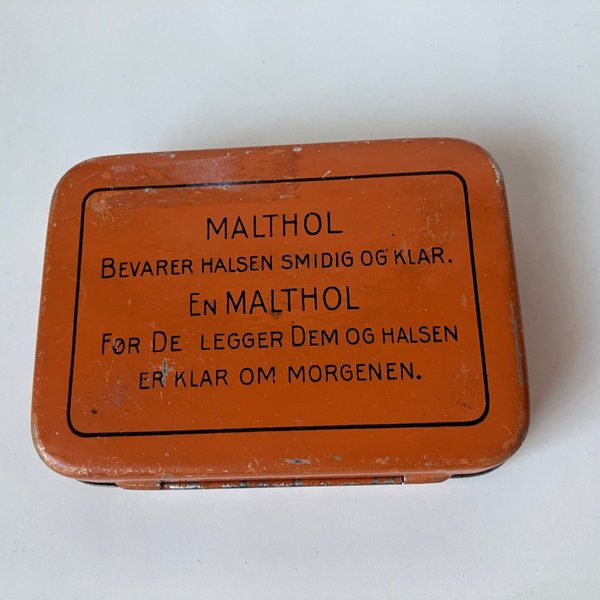 MALTHOL
BEVARER HALSEN SMIDIG OG KLAR.
EN MALTHOL
FØR DE LEGGER DEM OG HALSEN
ER KLAR OM MORGENEN.